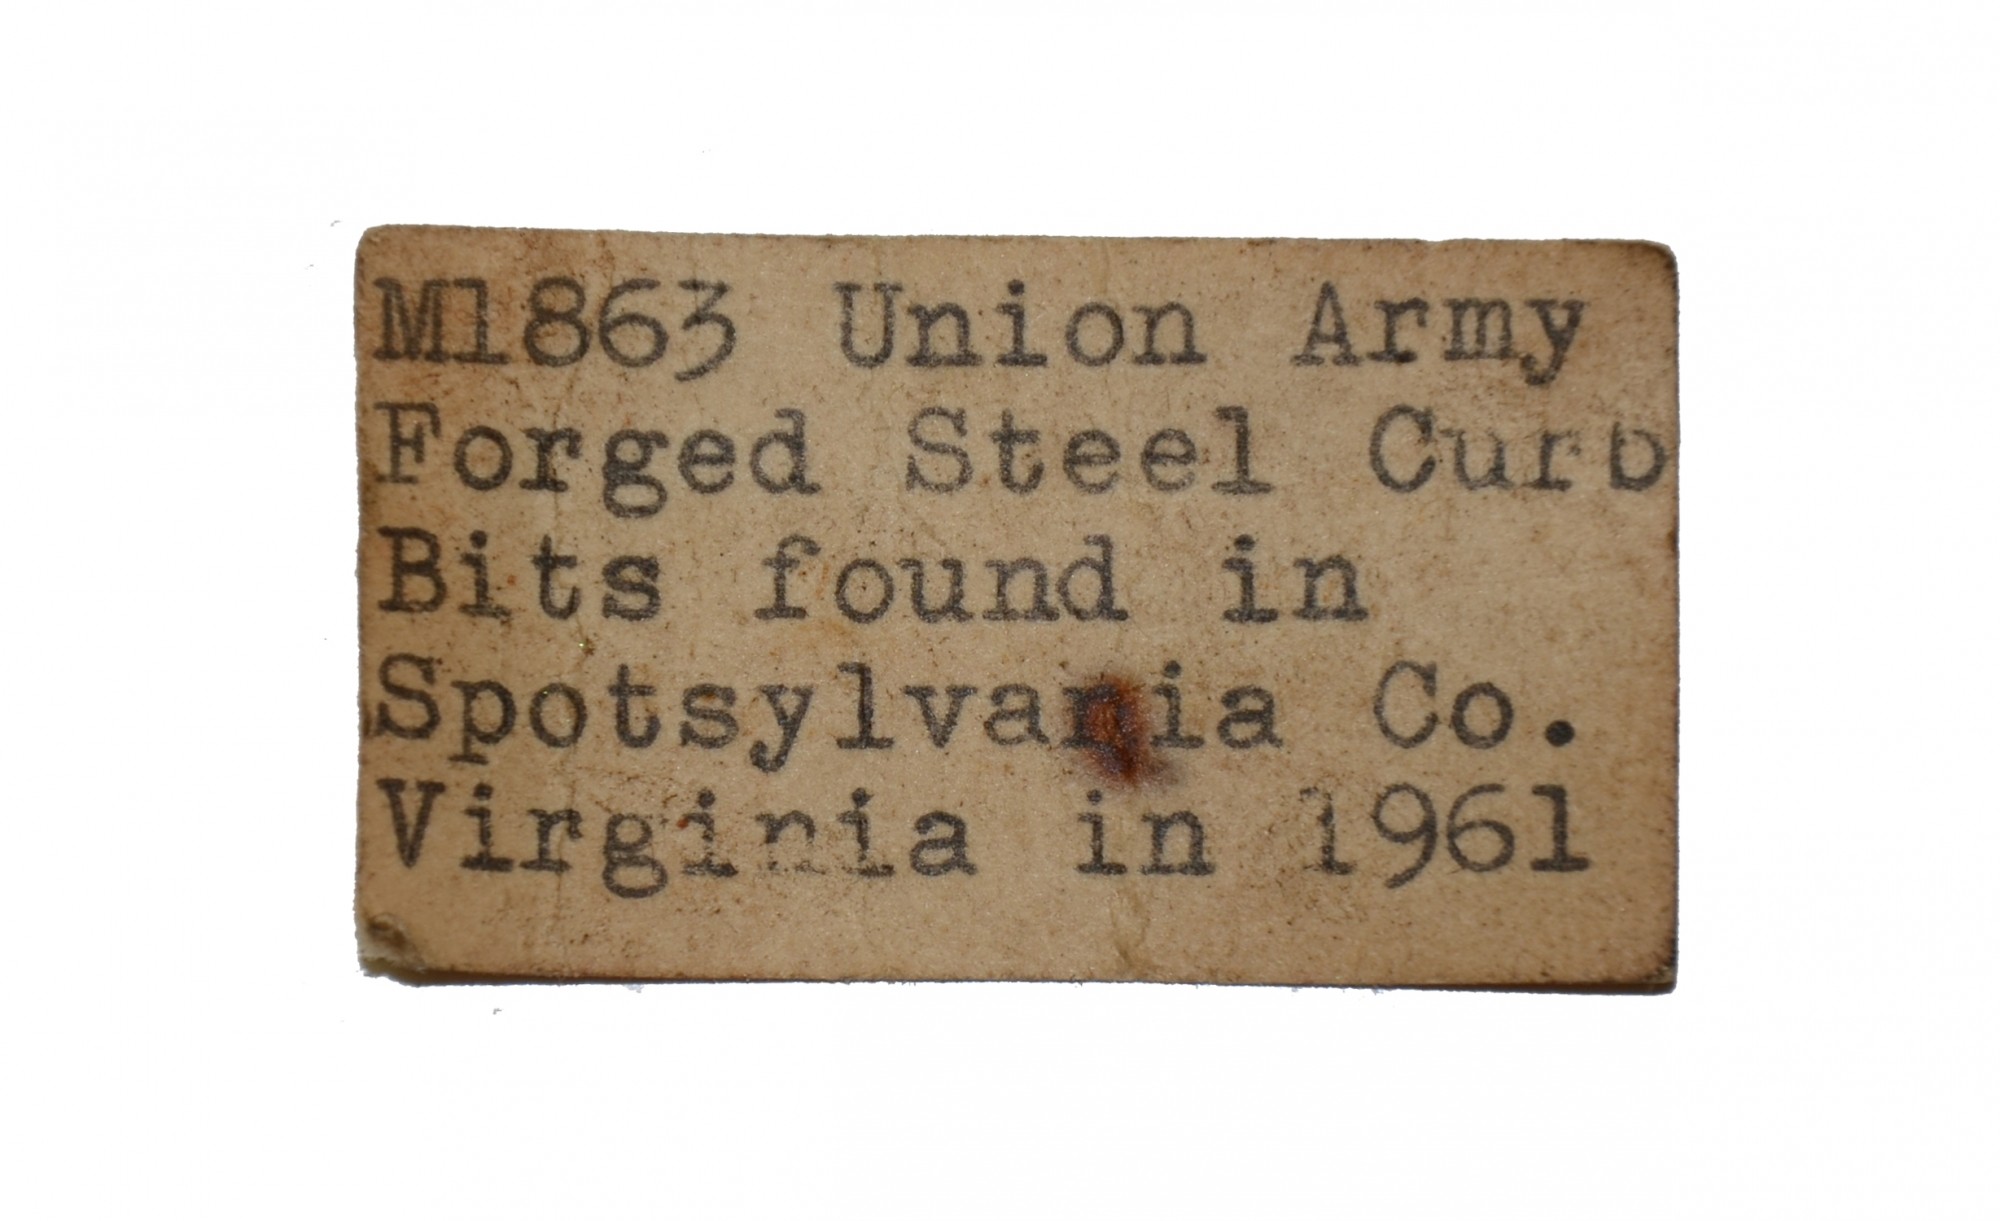 M1863 Union Army
Forged Steel Curb
Bits found in
Spotsylvania Co.
Virginia in 1961